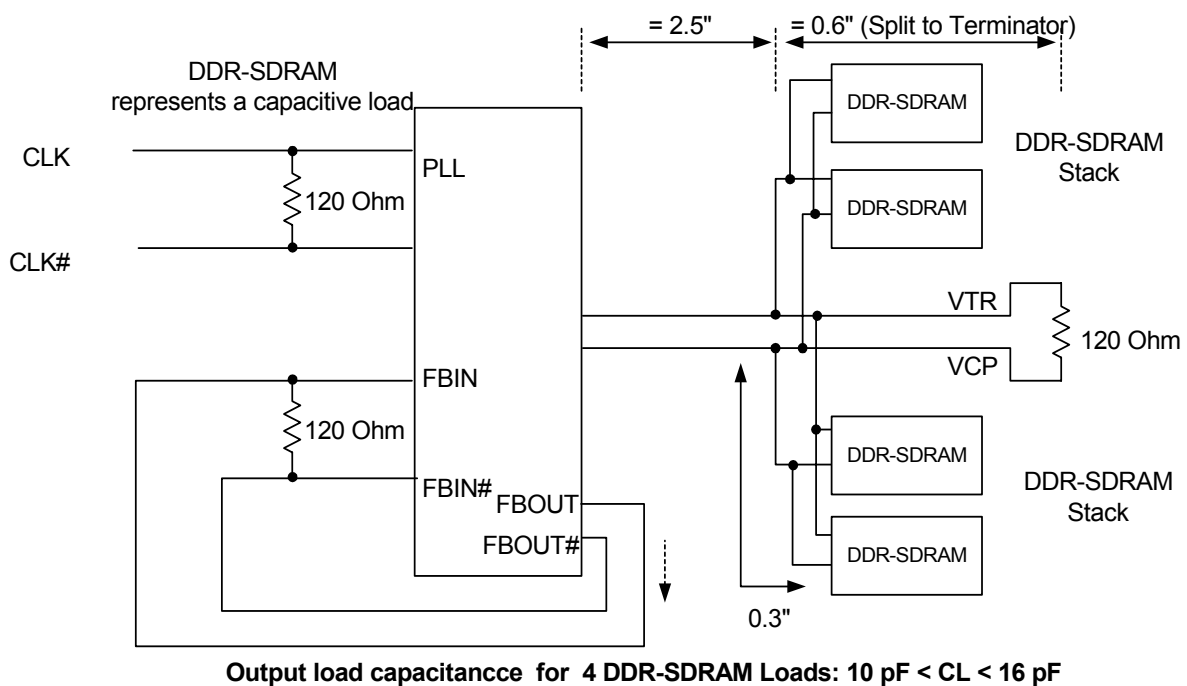 = 2.5"
= 0.6" (Split to Terminator)
DDR-SDRAM
represents a capacitive load
CLK
CLK#
120 Ohm
PLL
FBIN
120 Ohm
FBIN#
FBOUT
FBOUT#
DDR-SDRAM
DDR-SDRAM
DDR-SDRAM
Stack
VTR
VCP
120 Ohm
DDR-SDRAM
DDR-SDRAM
DDR-SDRAM
Stack
0.3"
Output load capacitancce for 4 DDR-SDRAM Loads: 10 pF < CL < 16 pF